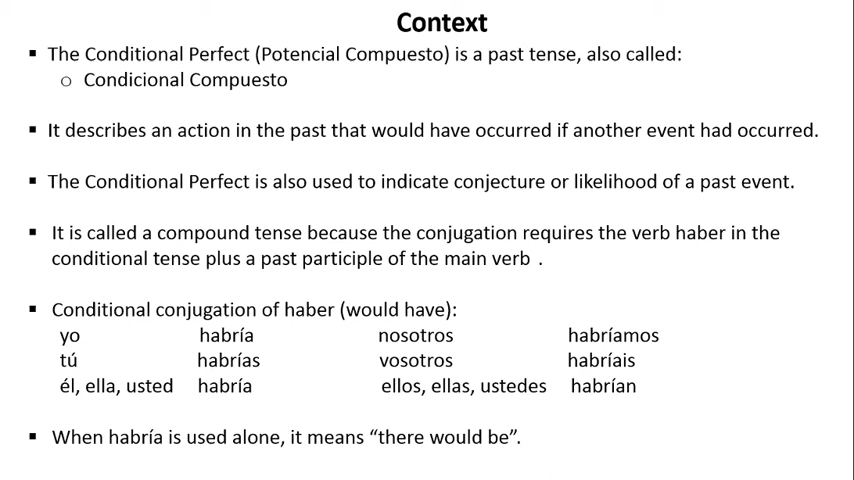 Context
▪ The Conditional Perfect (Potencial Compuesto) is a past tense, also called:
o Condicional Compuesto
▪ It describes an action in the past that would have occurred if another event had occurred.
▪ The Conditional Perfect is also used to indicate conjecture or likelihood of a past event.
▪ It is called a compound tense because the conjugation requires the verb haber in the
conditional tense plus a past participle of the main verb .
▪ Conditional conjugation of haber (would have):
yo habría nosotros habríamos
tú habrías vosotros habríais
él, ella, usted habría ellos, ellas, ustedes habrían
▪ When habría is used alone, it means “there would be”.